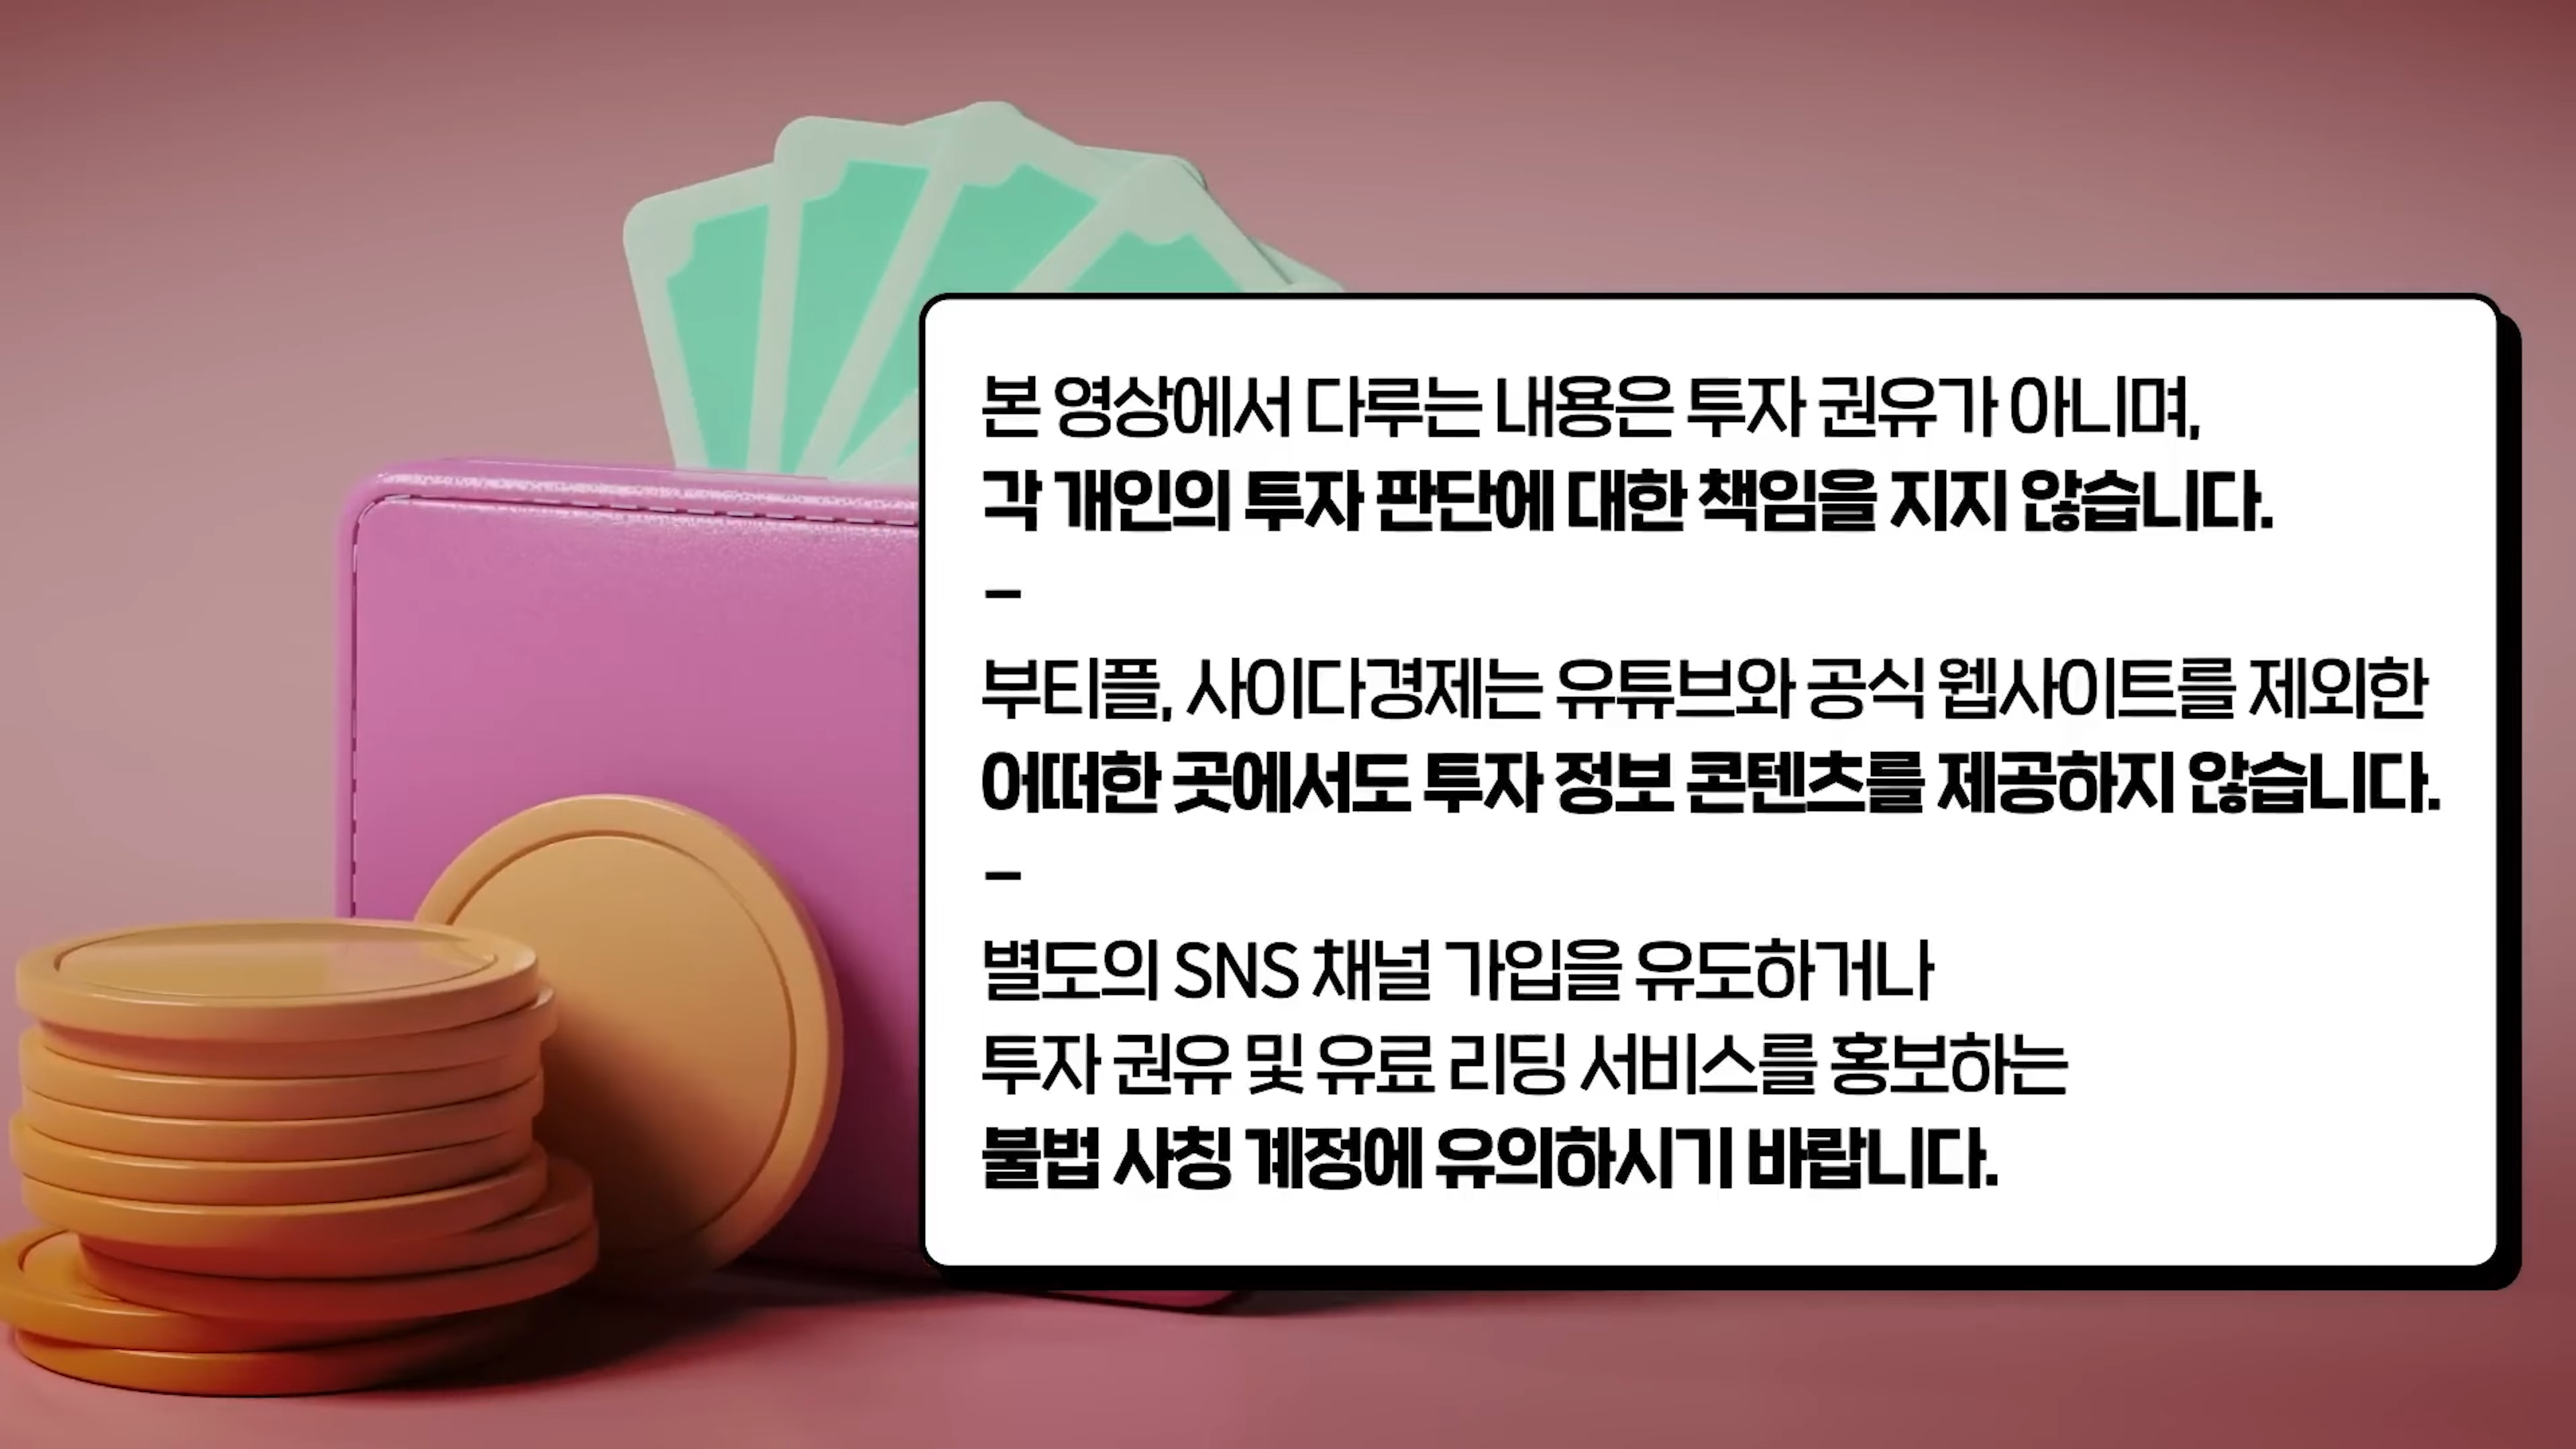 본 영상에서 다루는 내용은 투자 권유가 아니며,
각 개인의 투자 판단에 대한 책임을 지지 않습니다.
–
부티플, 사이다경제는 유튜브와 공식 웹사이트를 제외한
어떠한 곳에서도 투자 정보 콘텐츠를 제공하지 않습니다.
–
별도의 SNS 채널 가입을 유도하거나
투자 권유 및 유료 리딩 서비스를 홍보하는
불법 사칭 계정에 유의하시기 바랍니다.